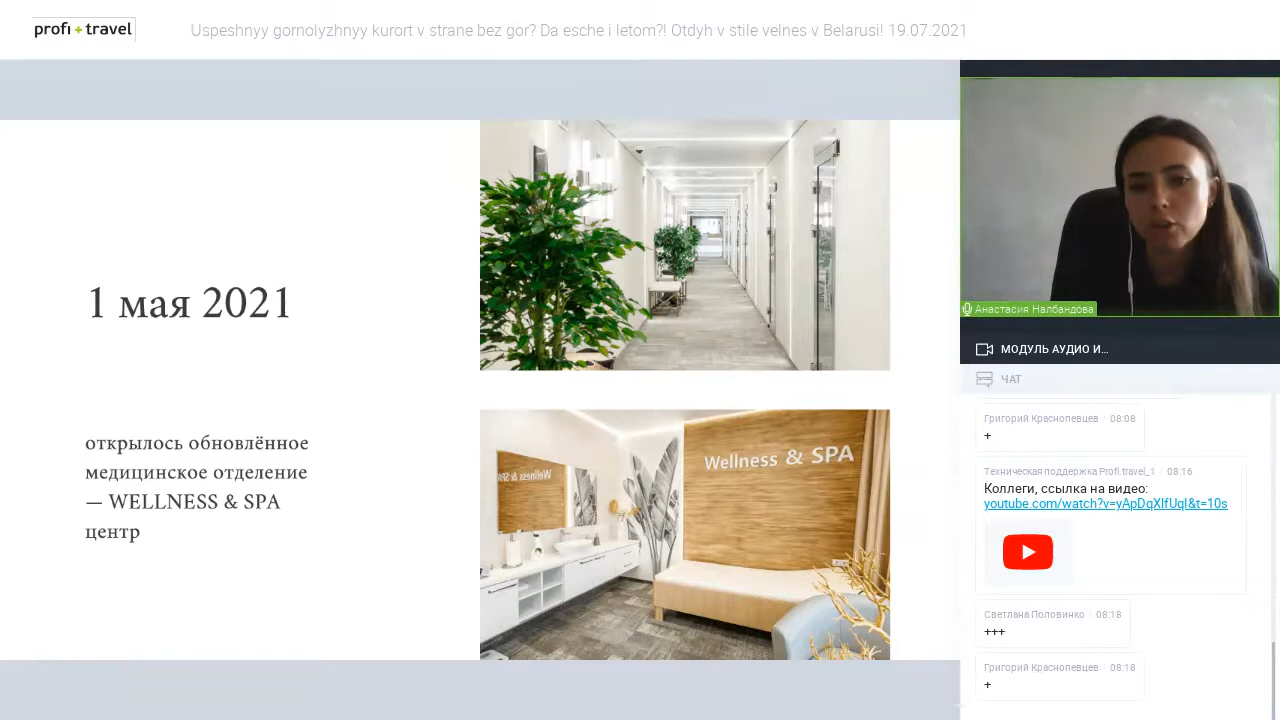 profi + travel
Uspeshnyy gornolyzhnyy kurort v strane bez gor? Da esche i letom?! Otdyh v stile velnes v Belarusi! 19.07.2021
1 мая 2021
открылось обновлённое
медицинское отделение
— WELLNESS & SPA
центр
Wellness & SPA
Анастасия Налбандова
МОДУЛЬ АУДИО И...
ЧАТ
Григорий Краснопевцев 08:08
+
Техническая поддержка Profi.travel_1 08:16
Коллеги, ссылка на видео:
youtube.com/watch?v=yApDqXlfUqI&t=10s
Светлана Половинко 08:18
+++
Григорий Краснопевцев 08:18
+